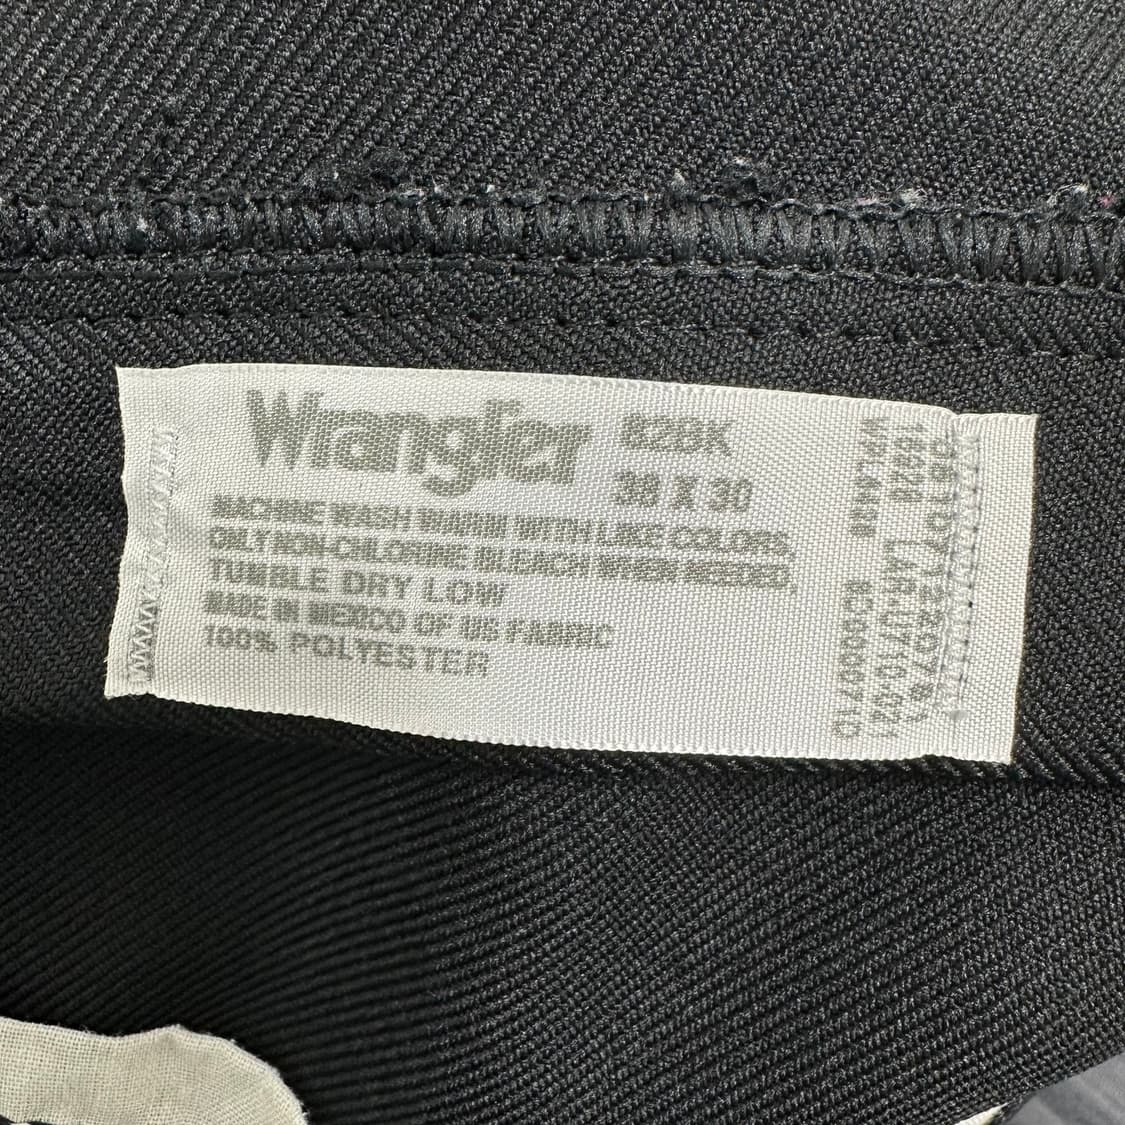 Wrangler
82BK
38 X 30
MACHINE WASH WARM WITH LIKE COLORS,
ONLY NON-CHLORINE BLEACH WHEN NEEDED,
TUMBLE DRY LOW
MADE IN MEXICO OF US FABRIC
100% POLYESTER